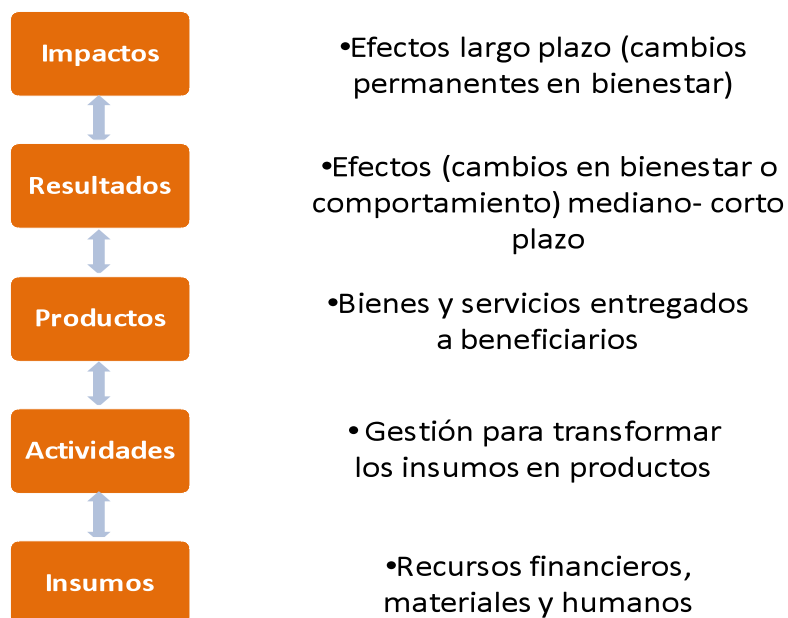 Impactos
•Efectos largo plazo (cambios
permanentes en bienestar)
Resultados
•Efectos (cambios en bienestar o
comportamiento) mediano- corto
plazo
Productos
•Bienes y servicios entregados
a beneficiarios
Actividades
• Gestión para transformar
los insumos en productos
Insumos
•Recursos financieros,
materiales y humanos